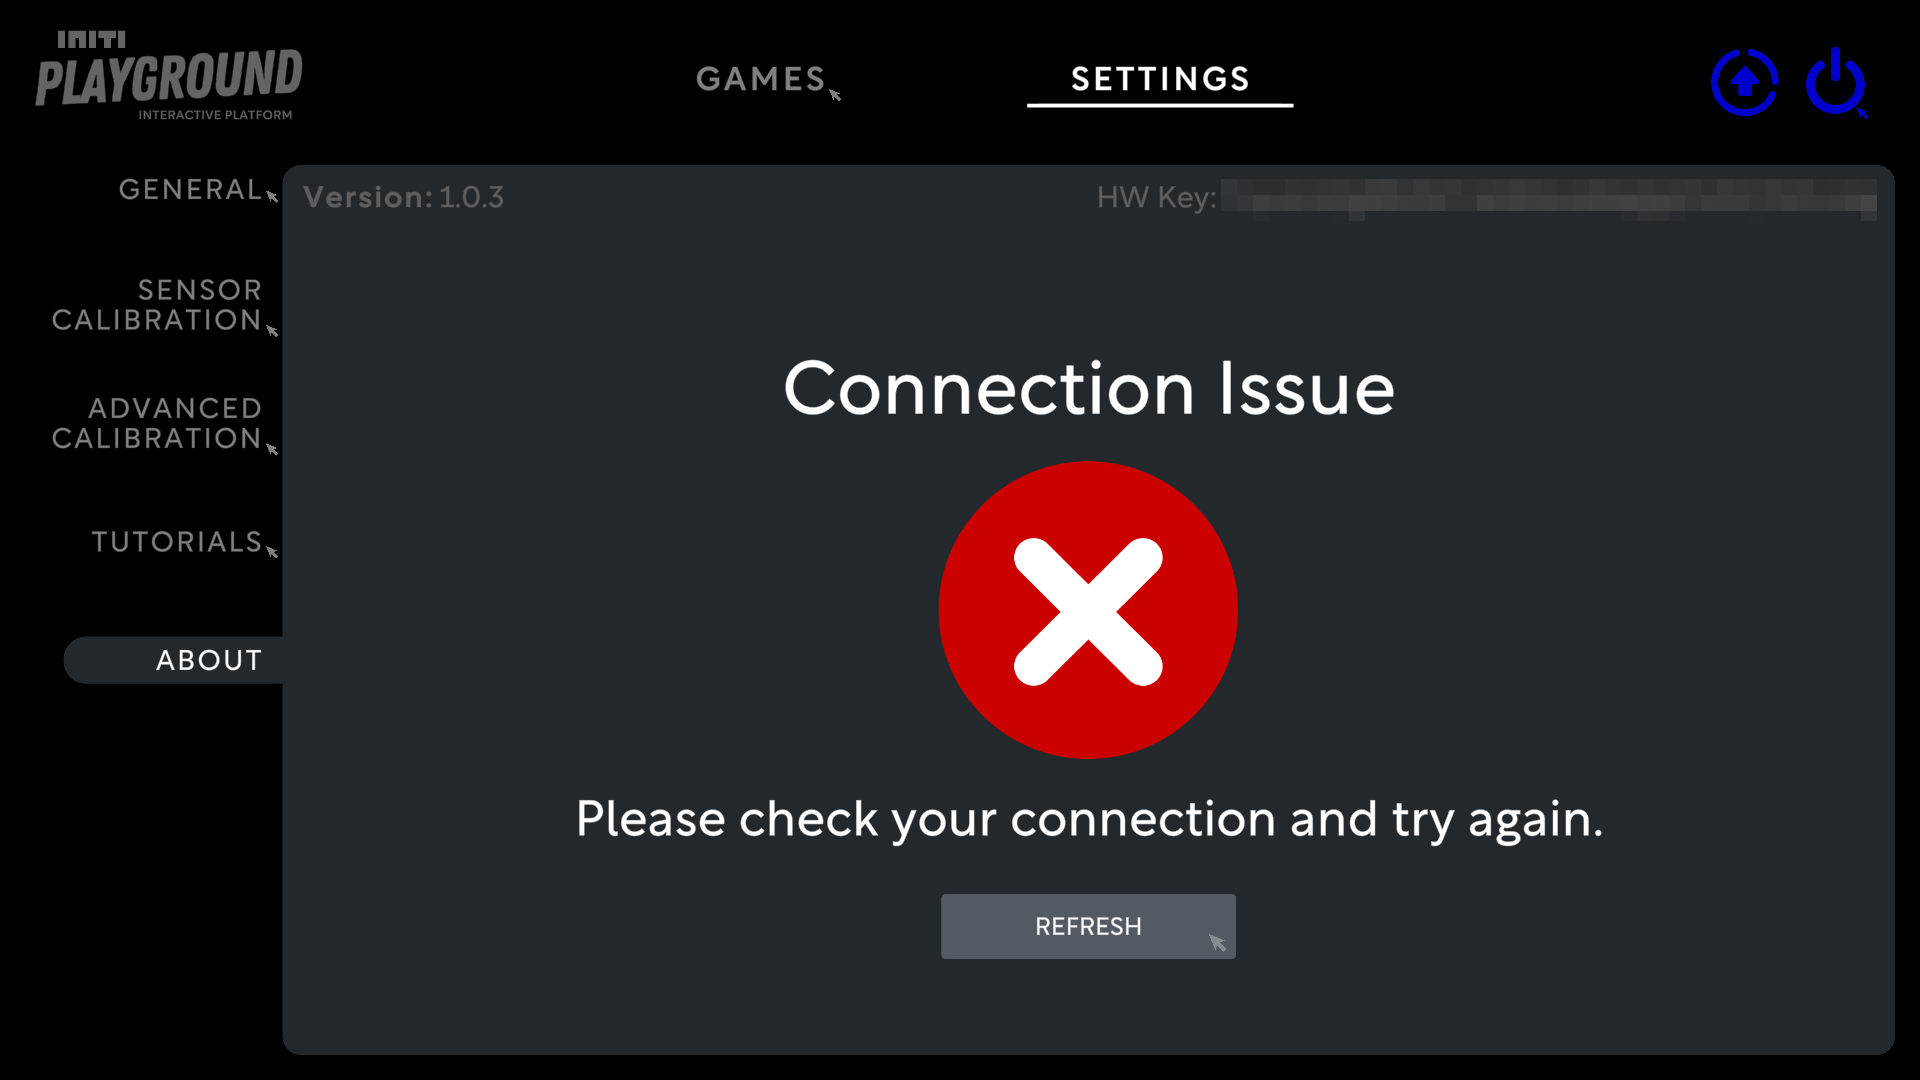 INITI
PLAYGROUND
INTERACTIVE PLATFORM
GAMES
SETTINGS
GENERAL
SENSOR
CALIBRATION
ADVANCED
CALIBRATION
TUTORIALS
ABOUT
Version: 1.0.3
HW Key:
Connection Issue
Please check your connection and try again.
REFRESH